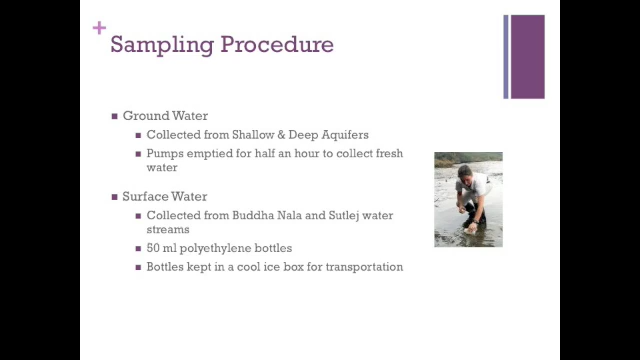 +
Sampling Procedure
■ Ground Water
■ Collected from Shallow & Deep Aquifers
■ Pumps emptied for half an hour to collect fresh
water
■ Surface Water
■ Collected from Buddha Nala and Sutlej water
streams
■ 50 ml polyethylene bottles
■ Bottles kept in a cool ice box for transportation